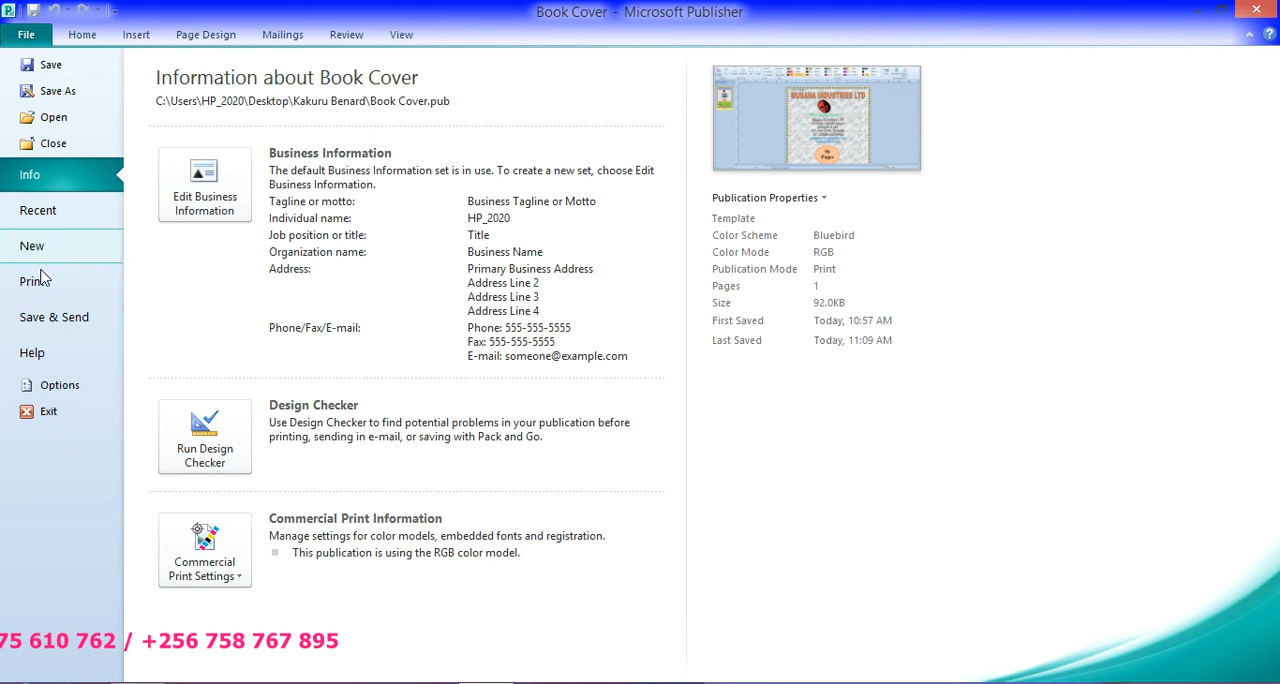 Book Cover - Microsoft Publisher
File Home Insert Page Design Mailings Review View
Save
Save As
Open
Close
Info
Recent
New
Print
Save & Send
Help
Options
Exit
Information about Book Cover
C:\Users\HP_2020\Desktop\Kakuru Benard\Book Cover.pub
Edit Business
Information
Business Information
The default Business Information set is in use. To create a new set, choose Edit
Business Information.
Tagline or motto: Business Tagline or Motto
Individual name: HP_2020
Job position or title: Title
Organization name: Business Name
Address: Primary Business Address
Address Line 2
Address Line 3
Address Line 4
Phone/Fax/E-mail: Phone: 555-555-5555
Fax: 555-555-5555
E-mail: someone@example.com
Run Design
Checker
Design Checker
Use Design Checker to find potential problems in your publication before
printing, sending in e-mail, or saving with Pack and Go.
Commercial
Print Settings
Commercial Print Information
Manage settings for color models, embedded fonts and registration.
This publication is using the RGB color model.
MUSANA INDUSTRIES LTD
96
Pages
Publication Properties
Template
Color Scheme Bluebird
Color Mode RGB
Publication Mode Print
Pages 1
Size 92.0KB
First Saved Today, 10:57 AM
Last Saved Today, 11:09 AM
75 610 762 / +256 758 767 895